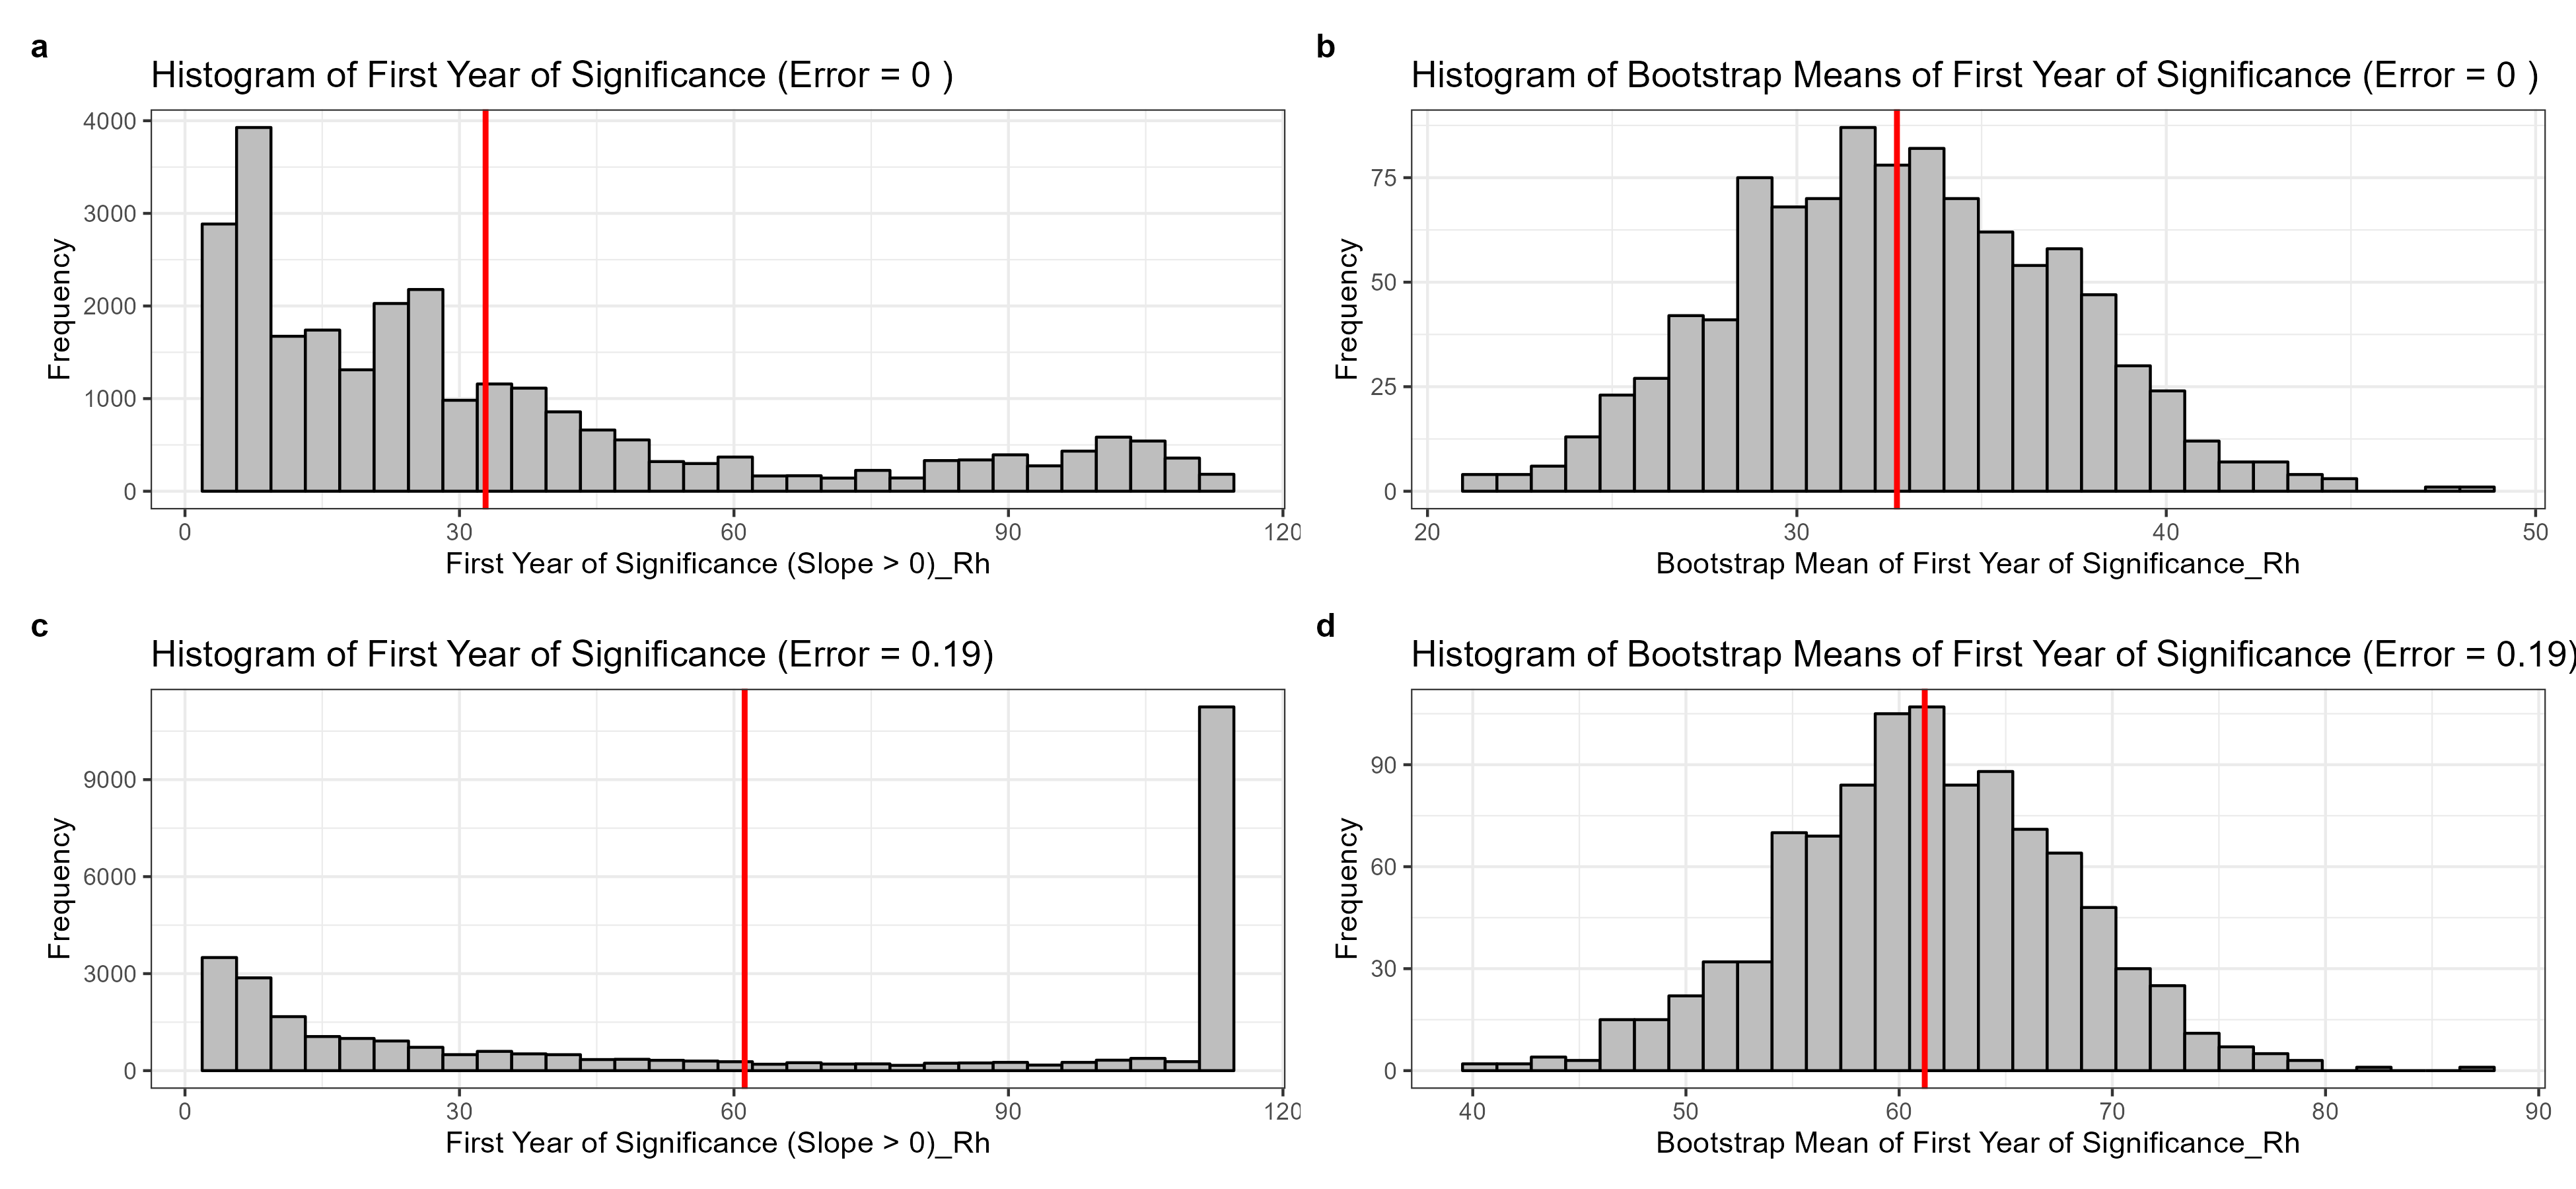 a
Histogram of First Year of Significance (Error = 0 )
Frequency
4000
3000
2000
1000
0
0 30 60 90 120
First Year of Significance (Slope > 0)_Rh
b
Histogram of Bootstrap Means of First Year of Significance (Error = 0 )
Frequency
75
50
25
0
20 30 40 50
Bootstrap Mean of First Year of Significance_Rh
c
Histogram of First Year of Significance (Error = 0.19)
Frequency
9000
6000
3000
0
0 30 60 90 120
First Year of Significance (Slope > 0)_Rh
d
Histogram of Bootstrap Means of First Year of Significance (Error = 0.19)
Frequency
90
60
30
0
40 50 60 70 80 90
Bootstrap Mean of First Year of Significance_Rh